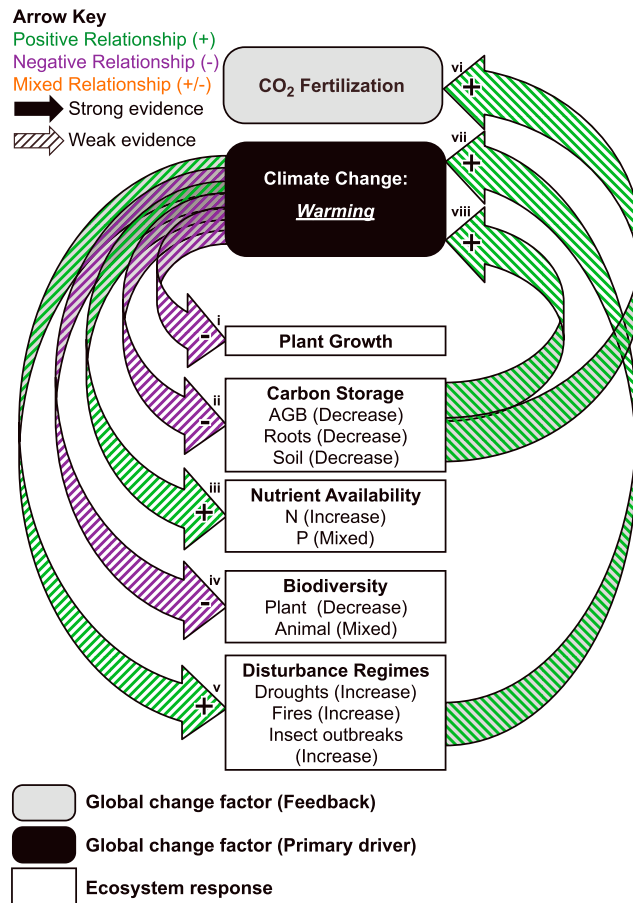 Arrow Key
Positive Relationship (+)
Negative Relationship (-)
Mixed Relationship (+/-)
Strong evidence
Weak evidence
CO₂ Fertilization
vi
+
Climate Change:
Warming
vii
+
viii
+
i
-
Plant Growth
ii
-
Carbon Storage
AGB (Decrease)
Roots (Decrease)
Soil (Decrease)
iii
+
Nutrient Availability
N (Increase)
P (Mixed)
iv
-
Biodiversity
Plant (Decrease)
Animal (Mixed)
v
+
Disturbance Regimes
Droughts (Increase)
Fires (Increase)
Insect outbreaks
(Increase)
Global change factor (Feedback)
Global change factor (Primary driver)
Ecosystem response